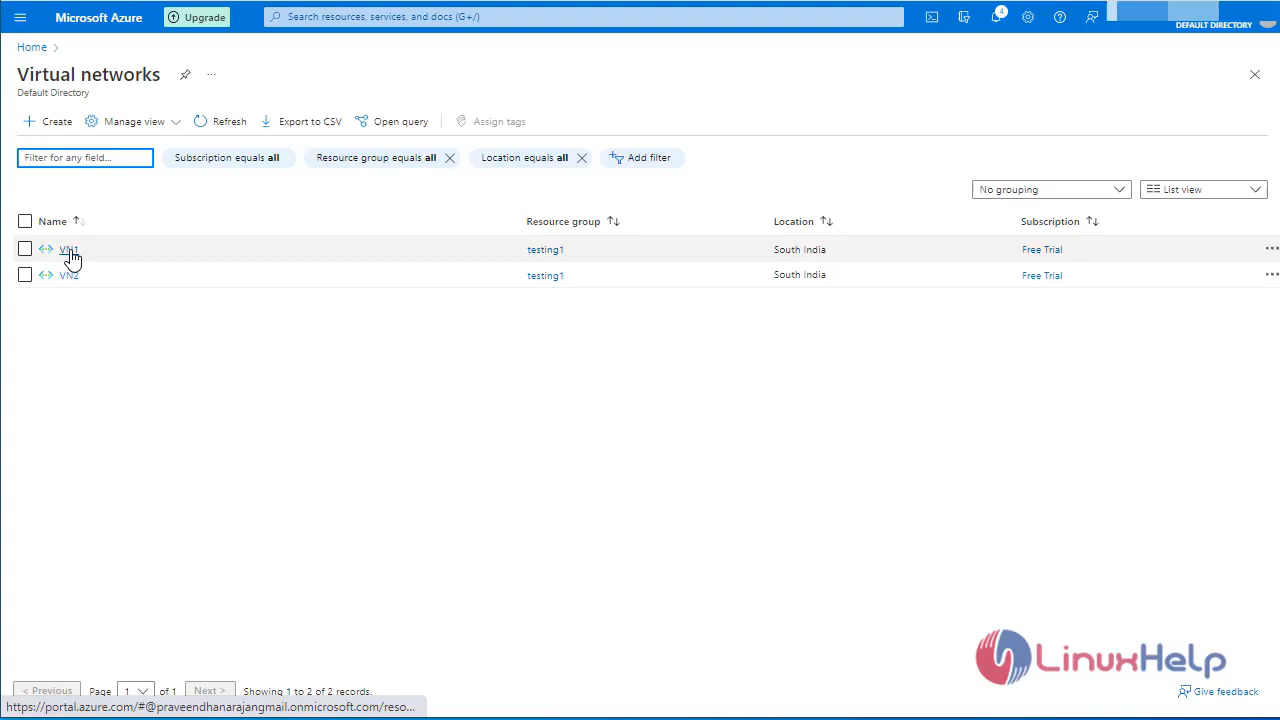 Microsoft Azure
Upgrade
Search resources, services, and docs (G+/)
4
DEFAULT DIRECTORY
Home
Virtual networks
...
Default Directory
Create
Manage view
Refresh
Export to CSV
Open query
Assign tags
Filter for any field...
Subscription equals all
Resource group equals all
Location equals all
Add filter
No grouping
List view
Name
Resource group
Location
Subscription
VN1
testing1
South India
Free Trial
VN2
testing1
South India
Free Trial
LinuxHelp
< Previous
Page
1
of 1
Next >
Showing 1 to 2 of 2 records.
Give feedback
https://portal.azure.com/#@praveendhanarajangmail.onmicrosoft.com/reso...